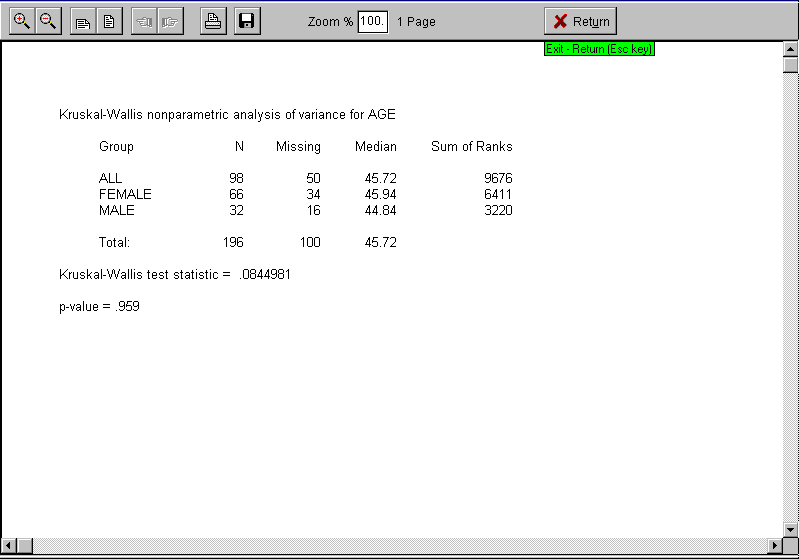 Zoom % 100. 1 Page Return
Exit - Return (Esc key)
Kruskal-Wallis nonparametric analysis of variance for AGE
Group N Missing Median Sum of Ranks
ALL 98 50 45.72 9676
FEMALE 66 34 45.94 6411
MALE 32 16 44.84 3220
Total: 196 100 45.72
Kruskal-Wallis test statistic = .0844981
p-value = .959